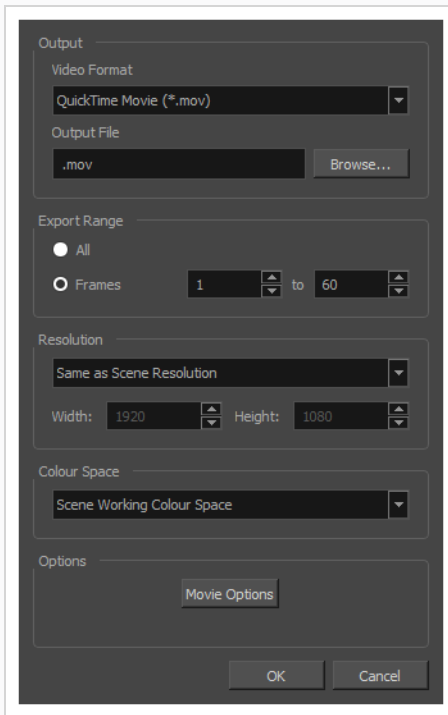 Output
Video Format
QuickTime Movie (*.mov)
Output File
.mov Browse...
Export Range
All
Frames 1 to 60
Resolution
Same as Scene Resolution
Width: 1920 Height: 1080
Colour Space
Scene Working Colour Space
Options
Movie Options
OK Cancel